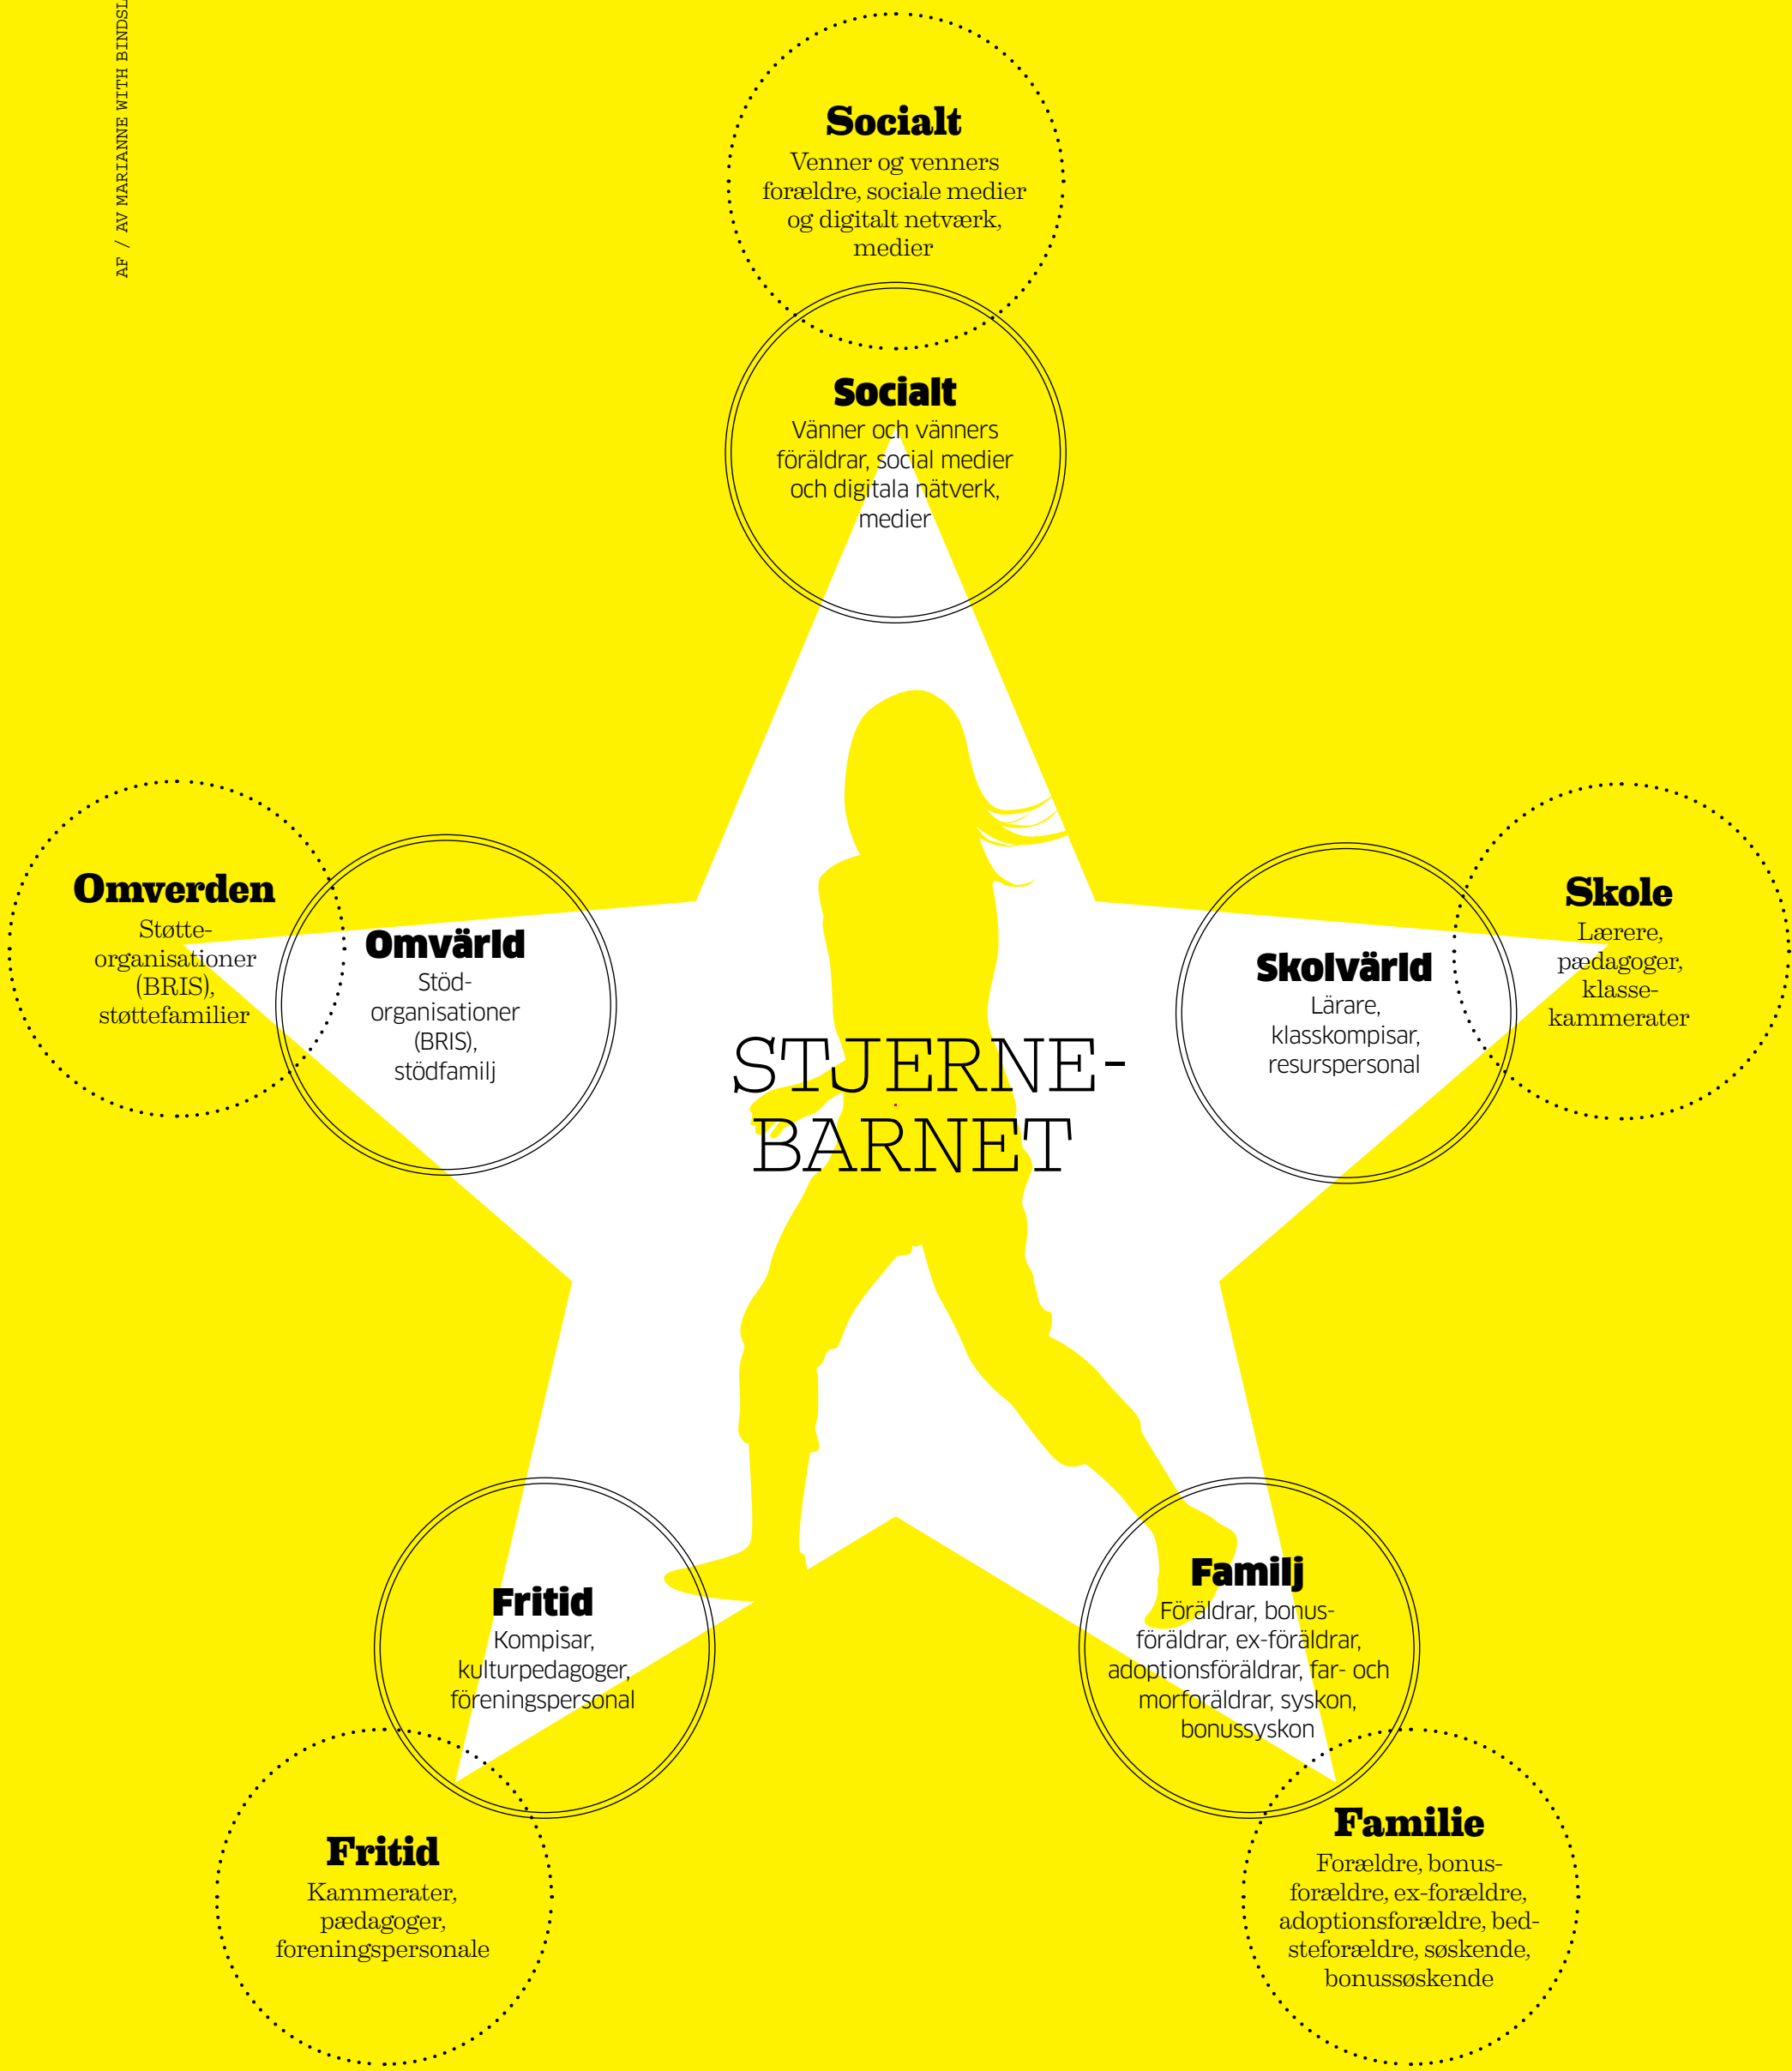 AF / AV MARIANNE WITH BINDSL
Socialt
Venner og venners
forældre, sociale medier
og digitalt netværk,
medier
Socialt
Vänner och vänners
föräldrar, social medier
och digitala nätverk,
medier
Omverden
Støtte-
organisationer
(BRIS),
støttefamilier
Omvärld
Stöd-
organisationer
(BRIS),
stödfamilj
STJERNE-
BARNET
Skolvärld
Lärare,
klasskompisar,
resurspersonal
Skole
Lærere,
pædagoger,
klasse-
kammerater
Fritid
Kompisar,
kulturpedagoger,
föreningspersonal
Familj
Föräldrar, bonus-
föräldrar, ex-föräldrar,
adoptionsföräldrar, far- och
morforäldrar, syskon,
bonussyskon
Fritid
Kammerater,
pædagoger,
foreningspersonale
Familie
Forældre, bonus-
forældre, ex-forældre,
adoptionsforældre, bed-
steforældre, søskende,
bonussøskende